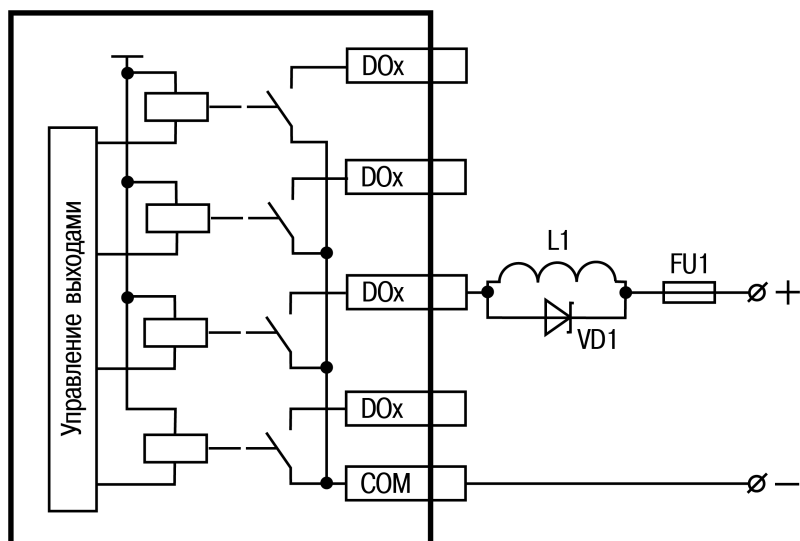 DOx
DOx
DOx
DOx
COM
Управление выходами
L1
VD1
FU1
+
−